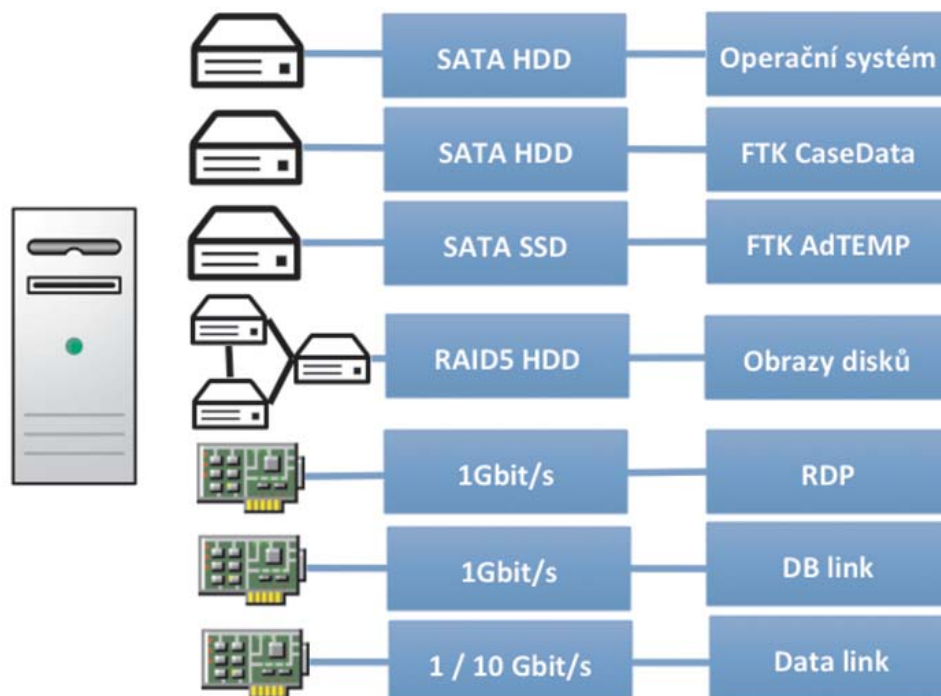 SATA HDD
Operační systém
SATA HDD
FTK CaseData
SATA SSD
FTK AdTEMP
RAID5 HDD
Obrazy disků
1Gbit/s
RDP
1Gbit/s
DB link
1 / 10 Gbit/s
Data link